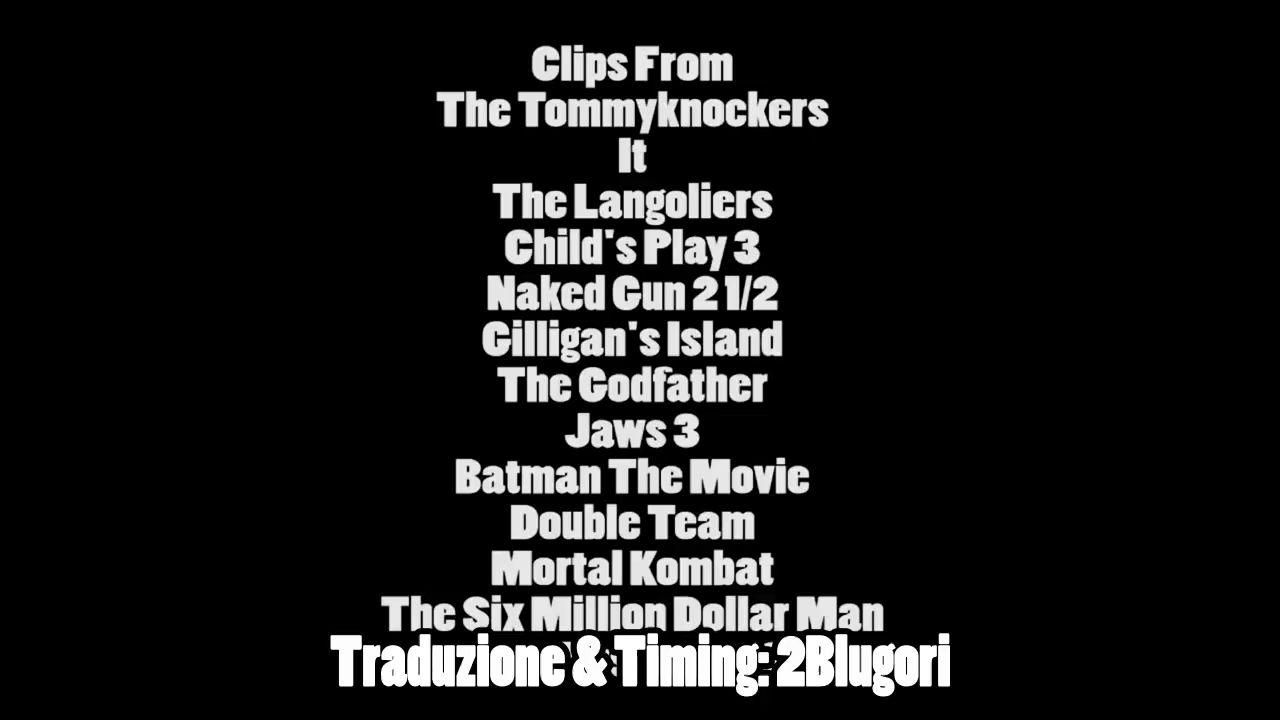 Clips From
The Tommyknockers
It
The Langoliers
Child's Play 3
Naked Gun 2 1/2
Gilligan's Island
The Godfather
Jaws 3
Batman The Movie
Double Team
Mortal Kombat
The Six Million Dollar Man
Traduzione & Timing: 2Blugori